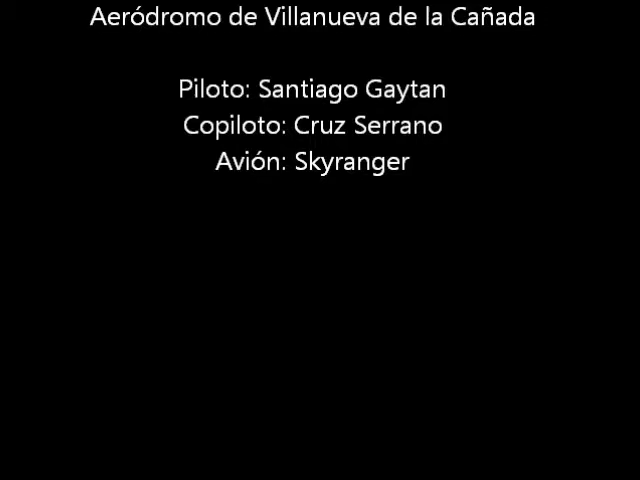 Aeródromo de Villanueva de la Cañada
Piloto: Santiago Gaytan
Copiloto: Cruz Serrano
Avión: Skyranger